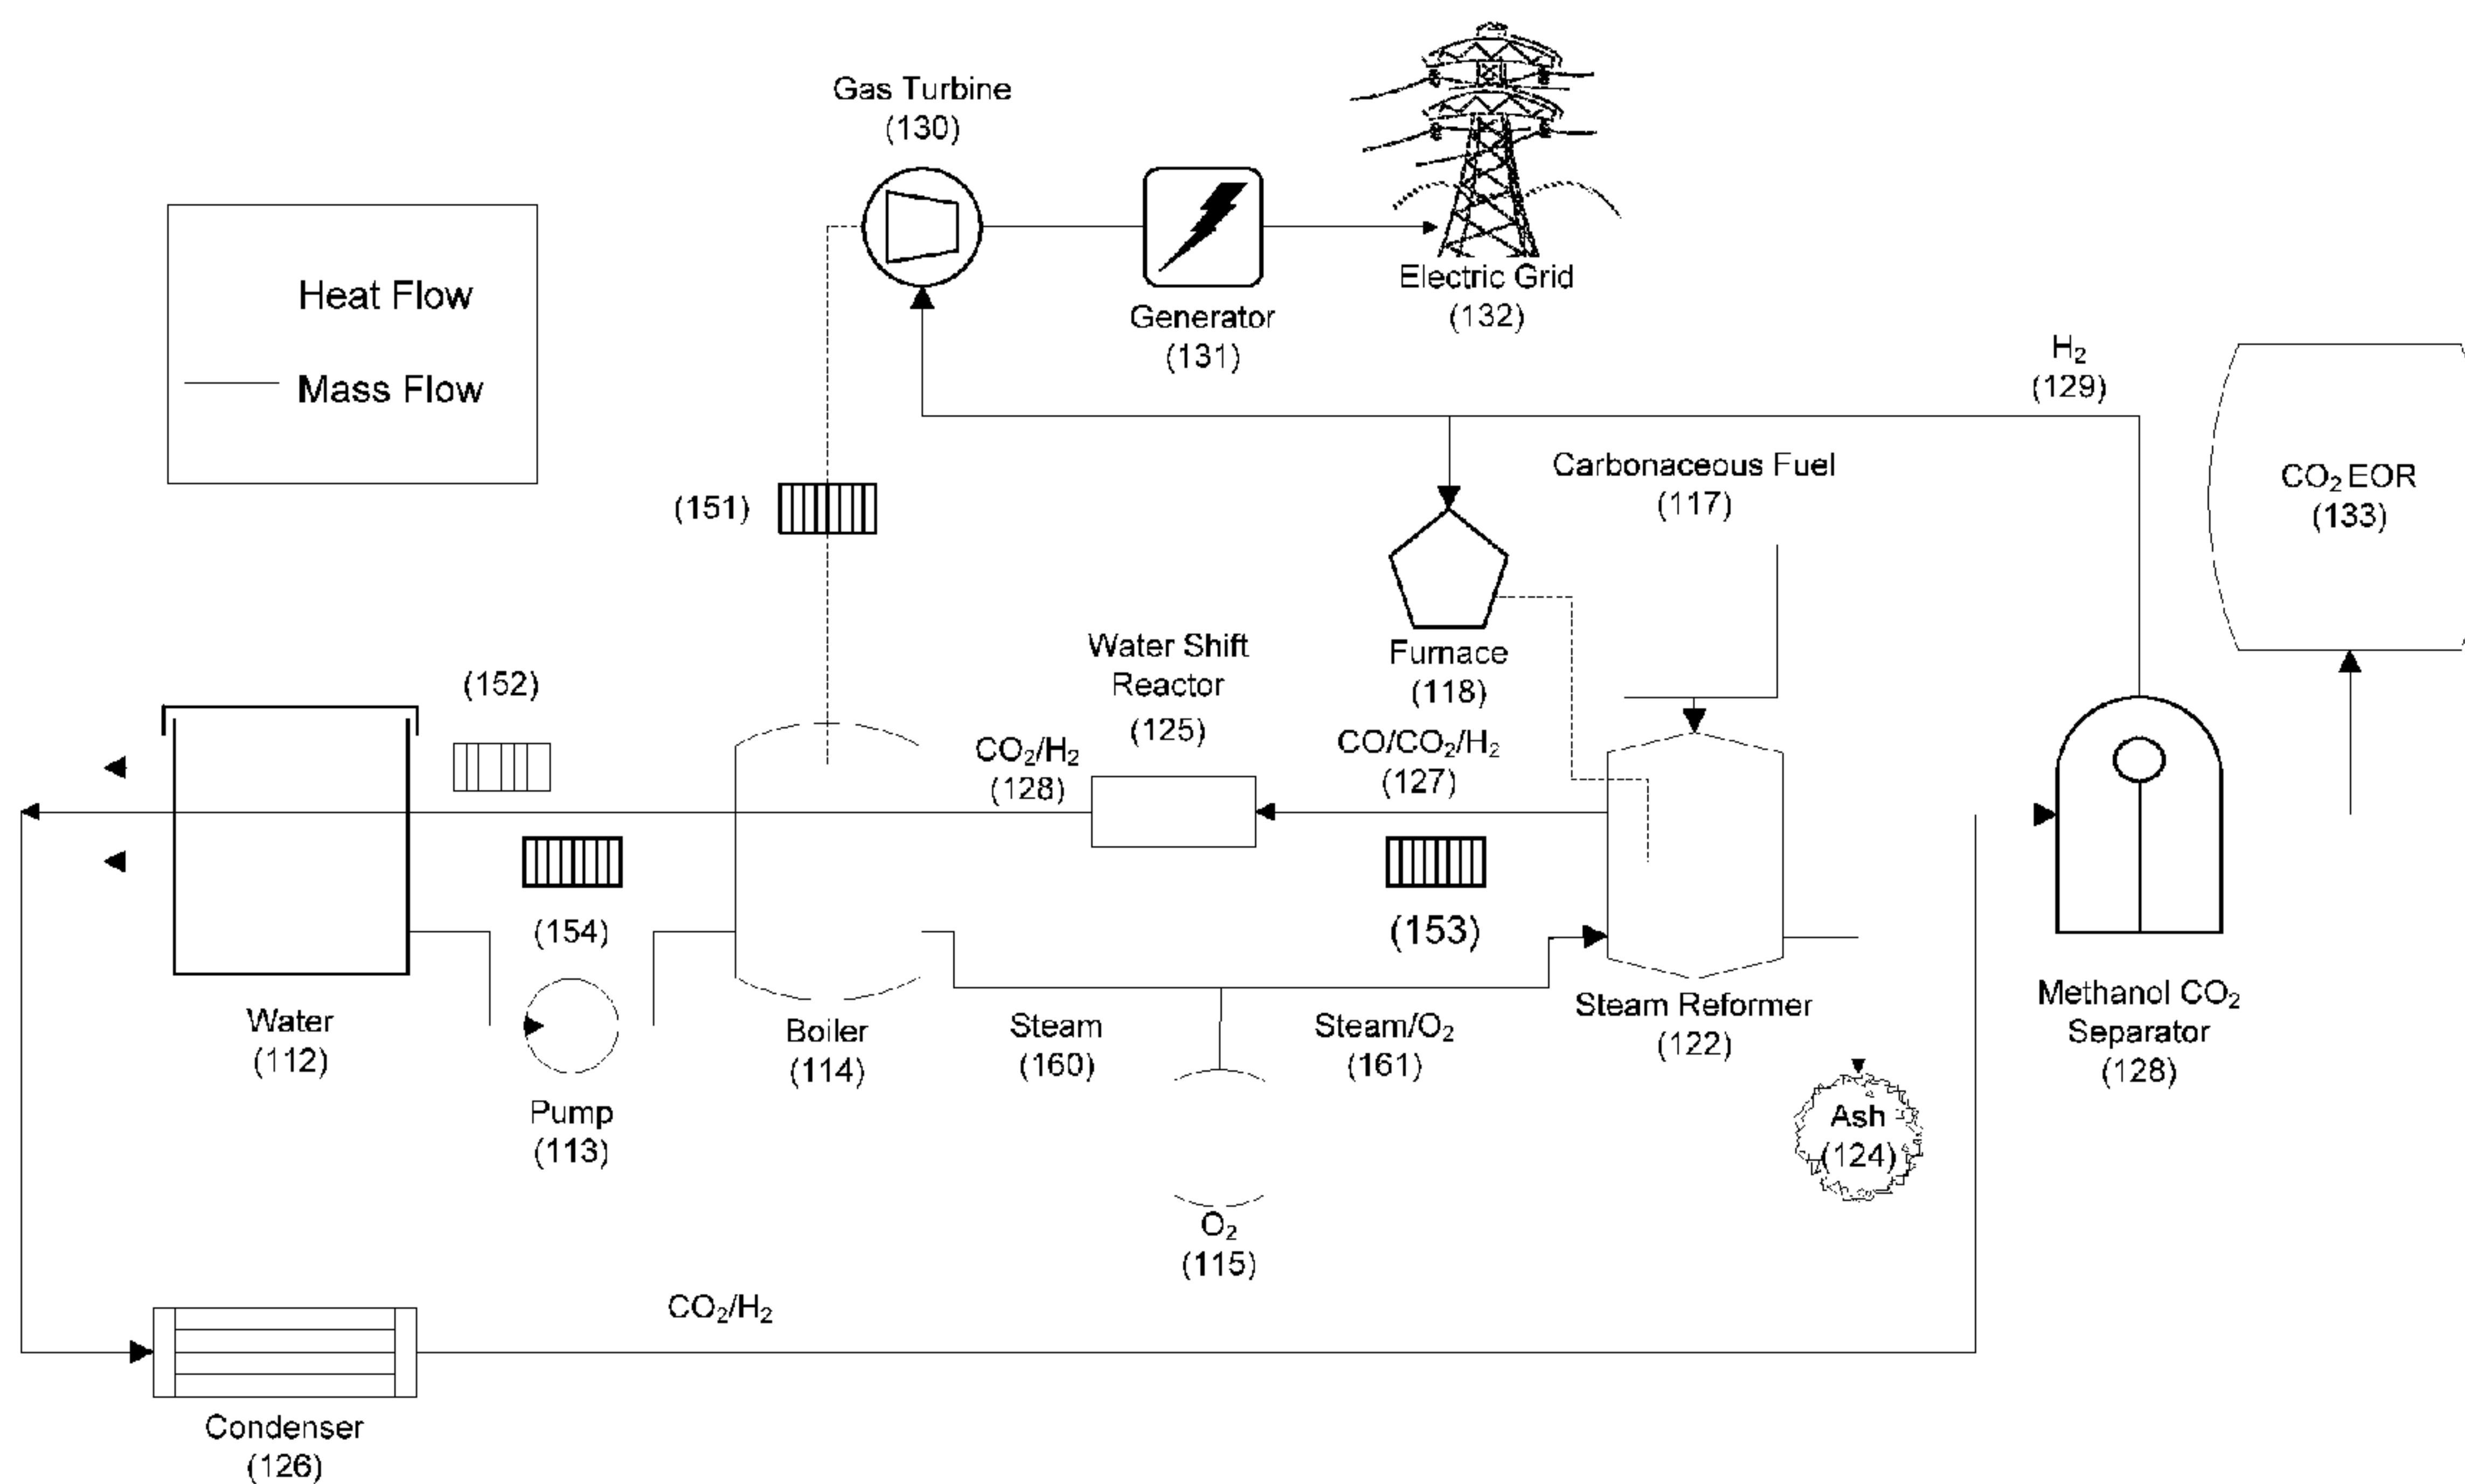 Gas Turbine
(130)
Heat Flow
Mass Flow
Generator
(131)
Electric Grid
(132)
H₂
(129)
CO₂ EOR
(133)
Carbonaceous Fuel
(117)
(151)
Furnace
(118)
Water Shift
Reactor
(125)
(152)
CO₂/H₂
(128)
CO/CO₂/H₂
(127)
(154)
(153)
Water
(112)
Pump
(113)
Boiler
(114)
Steam
(160)
Steam/O₂
(161)
Steam Reformer
(122)
Methanol CO₂
Separator
(128)
Ash
(124)
O₂
(115)
CO₂/H₂
Condenser
(126)